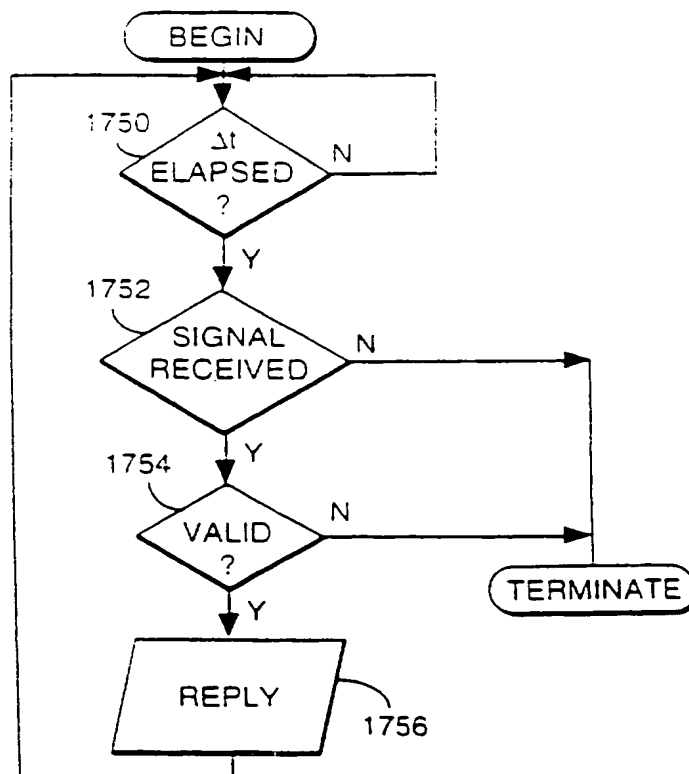 BEGIN
1750
Δt
ELAPSED
?
N
Y
1752
SIGNAL
RECEIVED
N
Y
1754
VALID
?
N
TERMINATE
Y
REPLY
1756